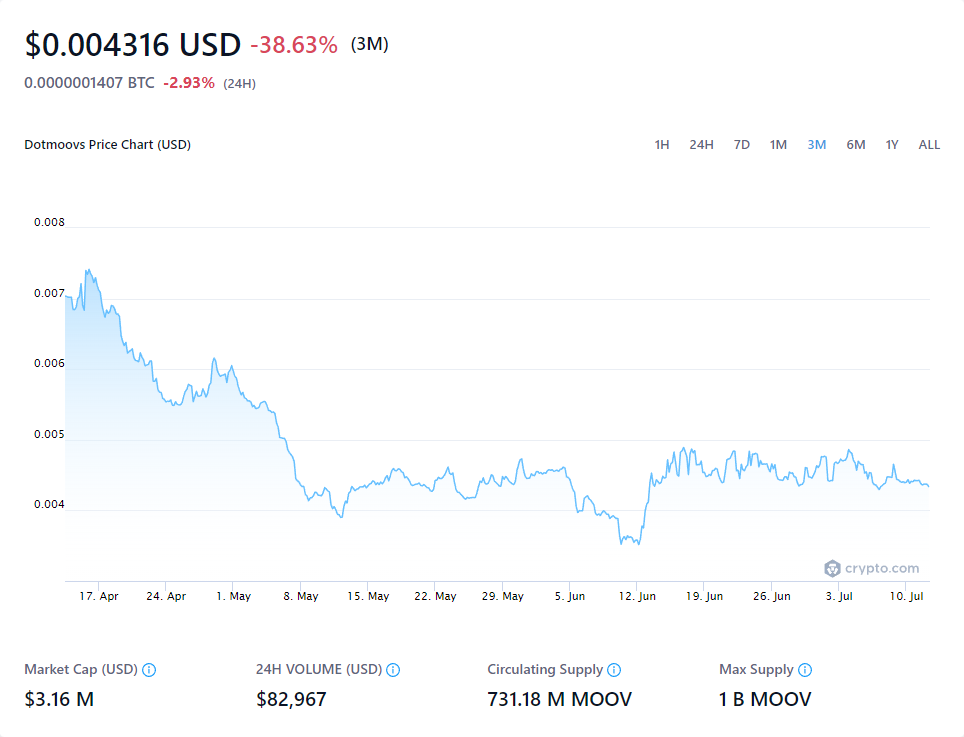 $0.004316 USD -38.63% (3M)
0.0000001407 BTC -2.93% (24H)
Dotmoovs Price Chart (USD) 1H 24H 7D 1M 3M 6M 1Y ALL
0.008
0.007
0.006
0.005
0.004
crypto.com
17. Apr 24. Apr 1. May 8. May 15. May 22. May 29. May 5. Jun 12. Jun 19. Jun 26. Jun 3. Jul 10. Jul
Market Cap (USD) 24H VOLUME (USD) Circulating Supply Max Supply
$3.16 M $82,967 731.18 M MOOV 1 B MOOV